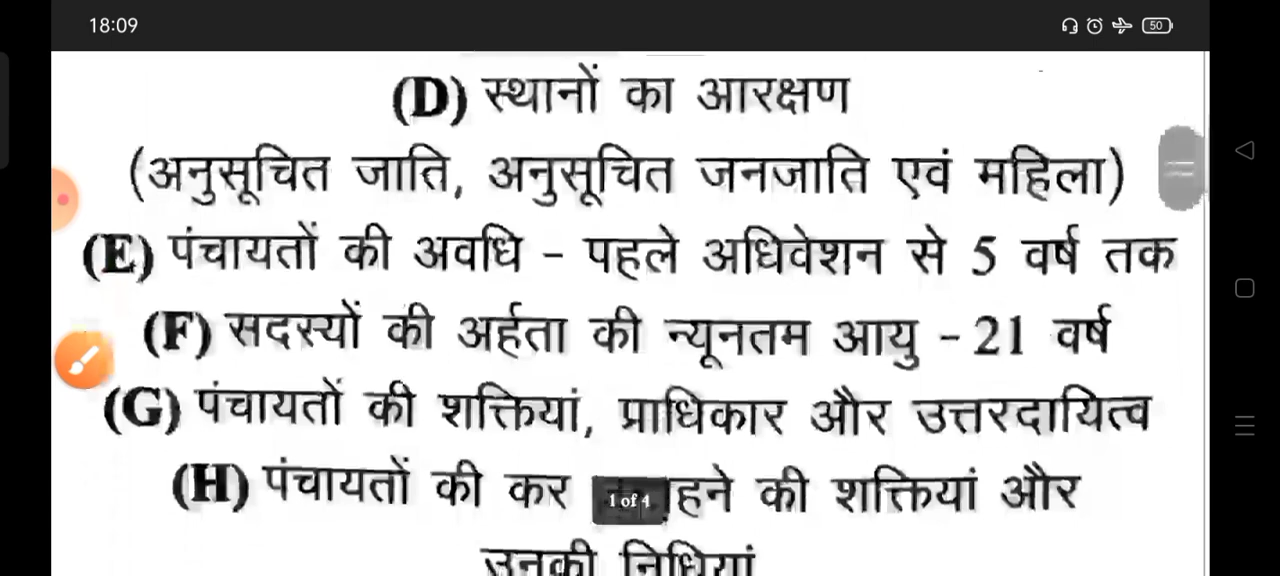 18:09
50
(D) स्थानों का आरक्षण
(अनुसूचित जाति, अनुसूचित जनजाति एवं महिला)
(E) पंचायतों की अवधि - पहले अधिवेशन से 5 वर्ष तक
(F) सदस्यों की अर्हता की न्यूनतम आयु - 21 वर्ष
(G) पंचायतों की शक्तियां, प्राधिकार और उत्तरदायित्व
(H) पंचायतों की कर की शक्तियां और
1 of 4
उनकी निधियां